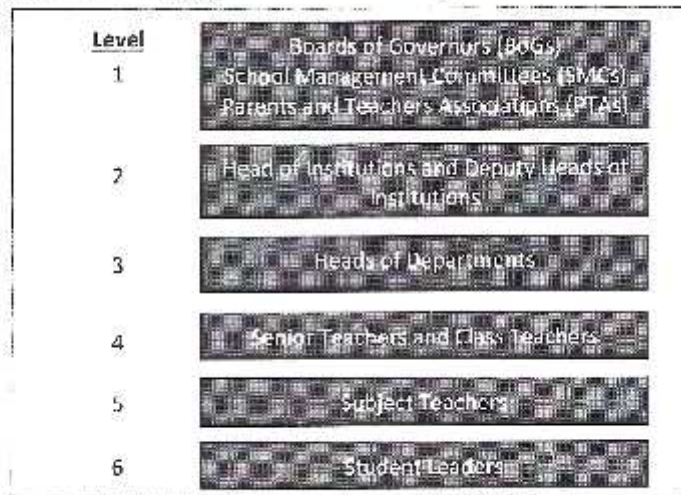 Level
1
Boards of Governors (BoGs)
School Management Committees (SMCs)
Parents and Teachers Associations (PTAs)
2
Head of Institutions and Deputy Heads of
Institutions
3
Heads of Departments
4
Senior Teachers and Class Teachers
5
Subject Teachers
6
Student Leaders